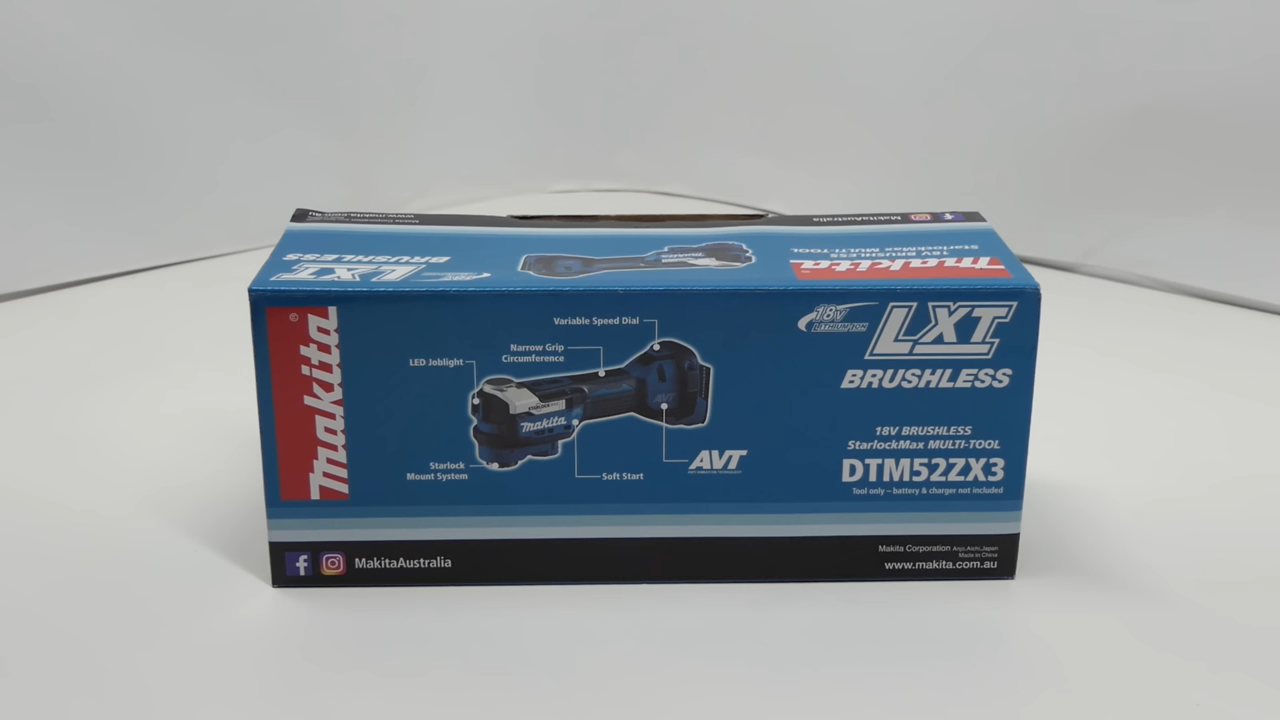 www.makita.com.au
MakitaAustralia
LXT
BRUSHLESS
18V BRUSHLESS
StarlockMax MULTI-TOOL
makita
makita
Variable Speed Dial
Narrow Grip
Circumference
LED Joblight
STARLOCK
makita
AVT
Starlock
Mount System
Soft Start
AVT
18V
LITHIUM-ION
LXT
BRUSHLESS
18V BRUSHLESS
StarlockMax MULTI-TOOL
DTM52ZX3
Tool only – battery & charger not included
MakitaAustralia
Makita Corporation Anjo,Aichi,Japan
Made in China
www.makita.com.au